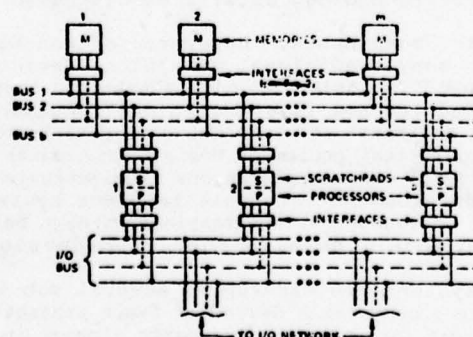 1 2 M
M M M
MEMORIES
INTERFACES
BUS 1
BUS 2
BUS N
1 S P
2 S P
S P
SCRATCHPADS
PROCESSORS
INTERFACES
I/O
BUS
TO I/O NETWORK